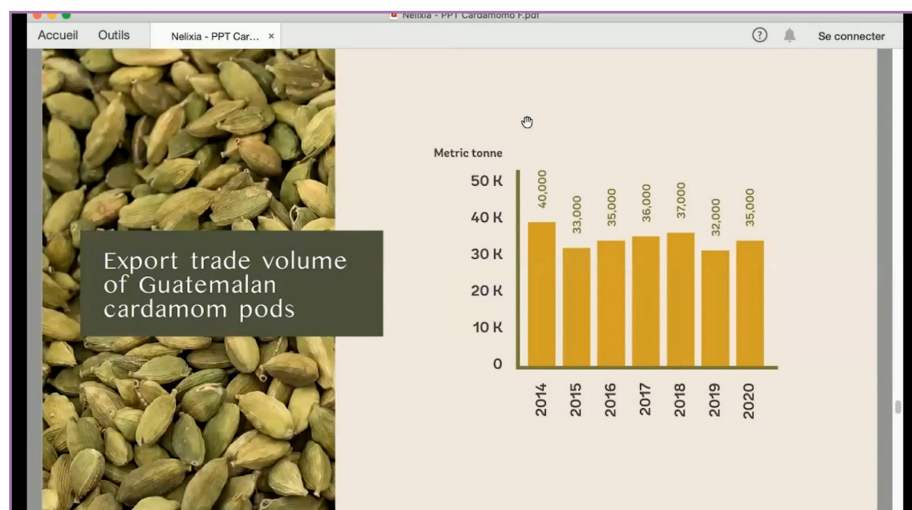 Nelixia - PPT Cardamomo F.pdf
Accueil Outils Nelixia - PPT Car... × ? Se connecter
Export trade volume
of Guatemalan
cardamom pods
Metric tonne
50 K
40 K
30 K
20 K
10 K
0
40,000
33,000
35,000
36,000
37,000
32,000
35,000
2014
2015
2016
2017
2018
2019
2020